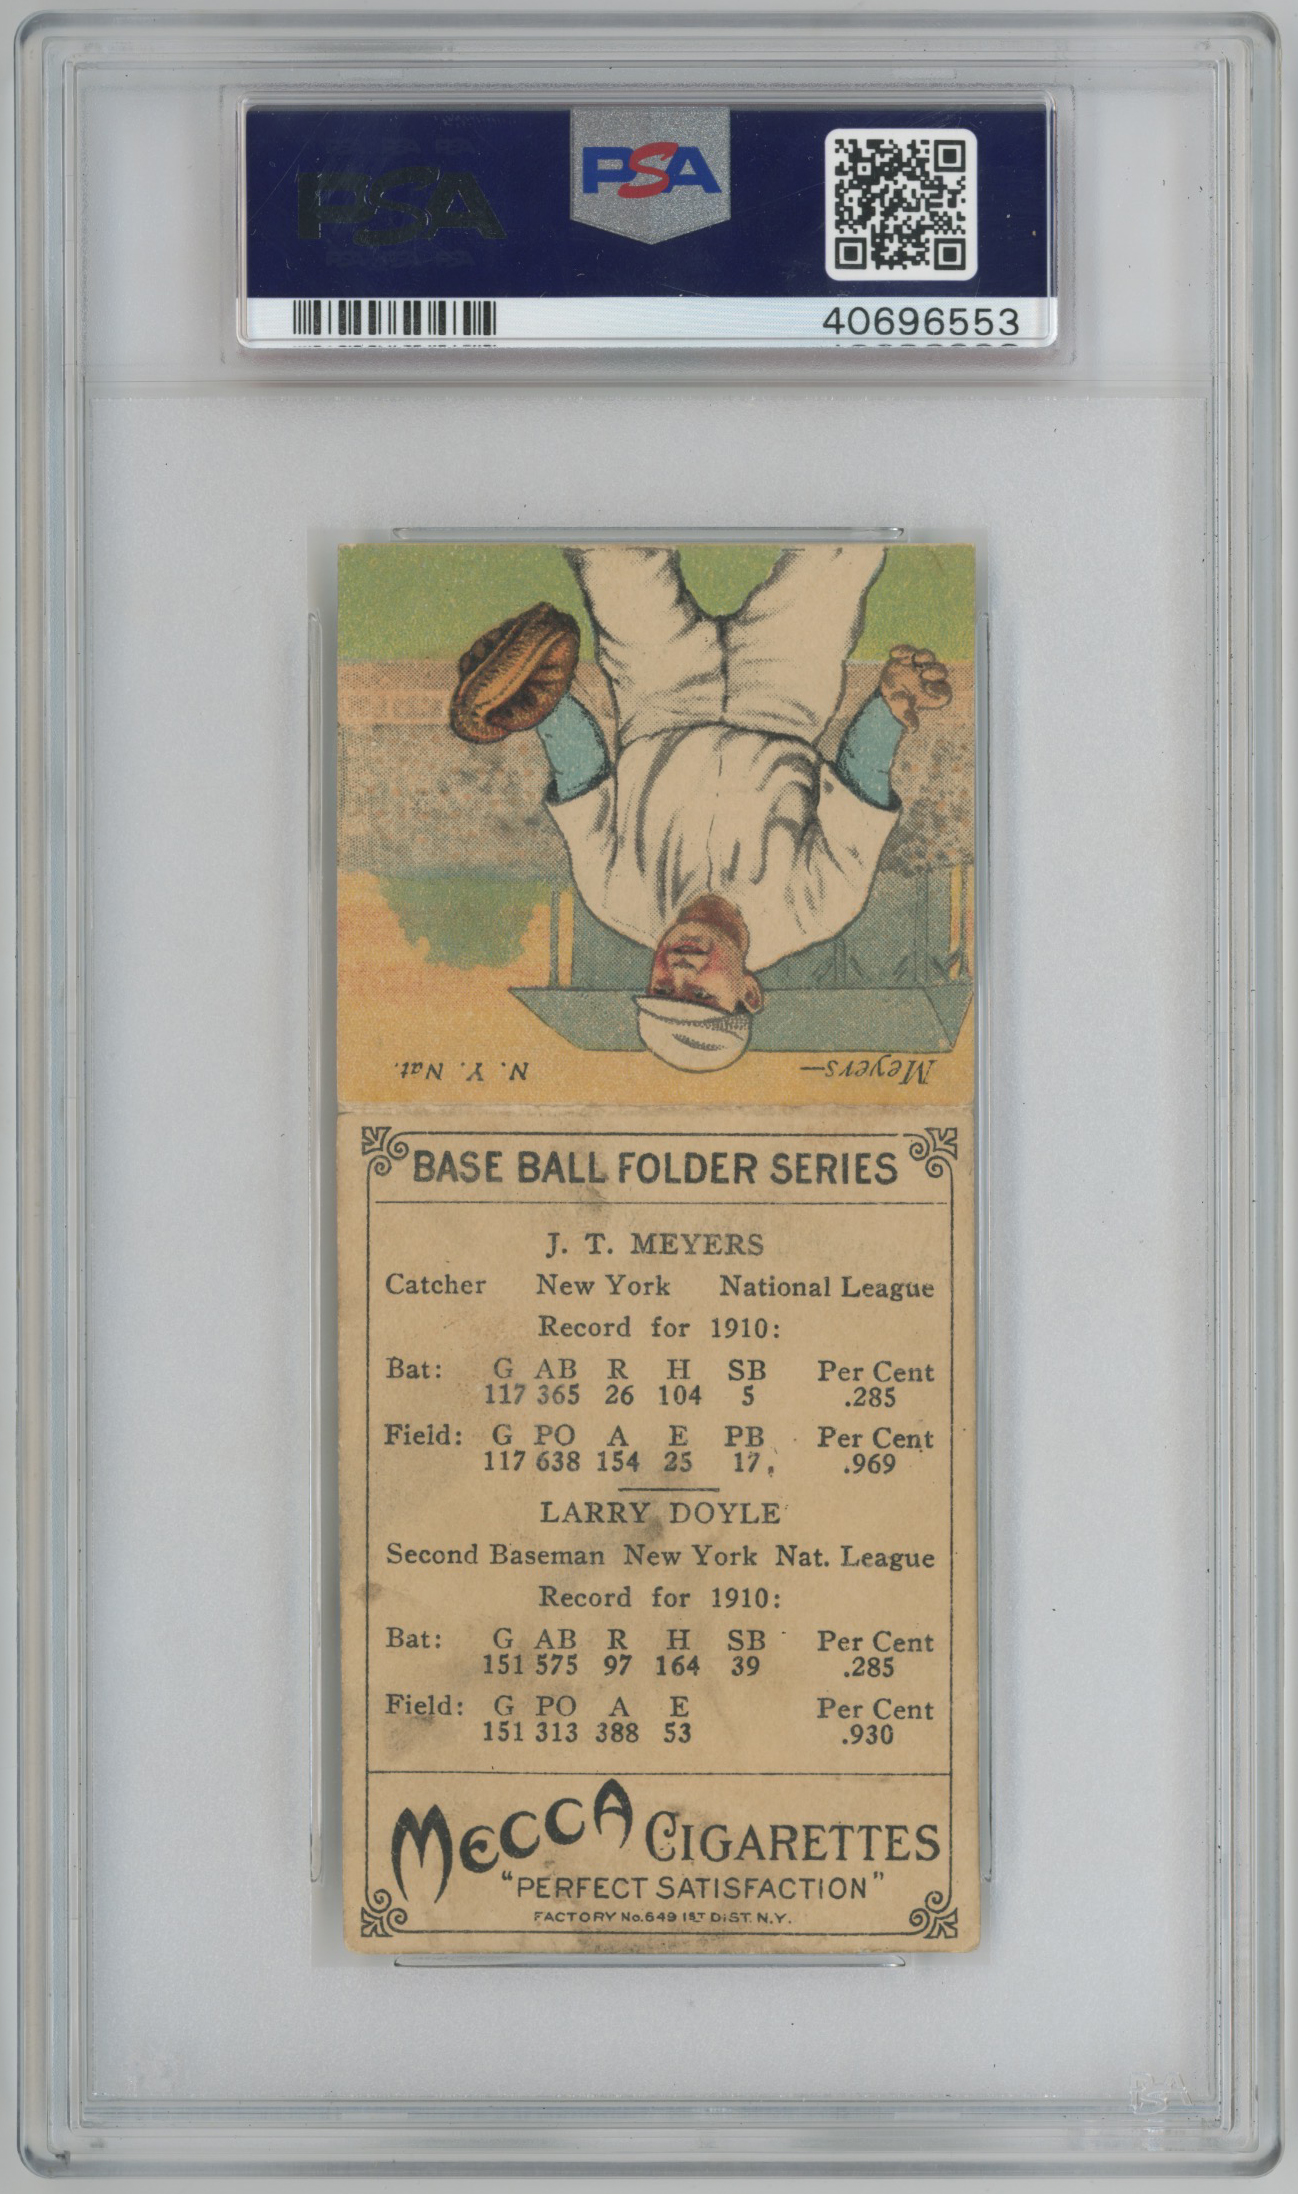 PSA
PSA
40696553
Meyers— N. Y. Nat.
BASE BALL FOLDER SERIES
J. T. MEYERS
Catcher New York National League
Record for 1910:
Bat: G AB R H SB Per Cent
117 365 26 104 5 .285
Field: G PO A E PB Per Cent
117 638 154 25 17 .969
LARRY DOYLE
Second Baseman New York Nat. League
Record for 1910:
Bat: G AB R H SB Per Cent
151 575 97 164 39 .285
Field: G PO A E Per Cent
151 313 388 53 .930
MECCA CIGARETTES
"PERFECT SATISFACTION"
FACTORY No. 649 1ST DIST. N.Y.
PSA